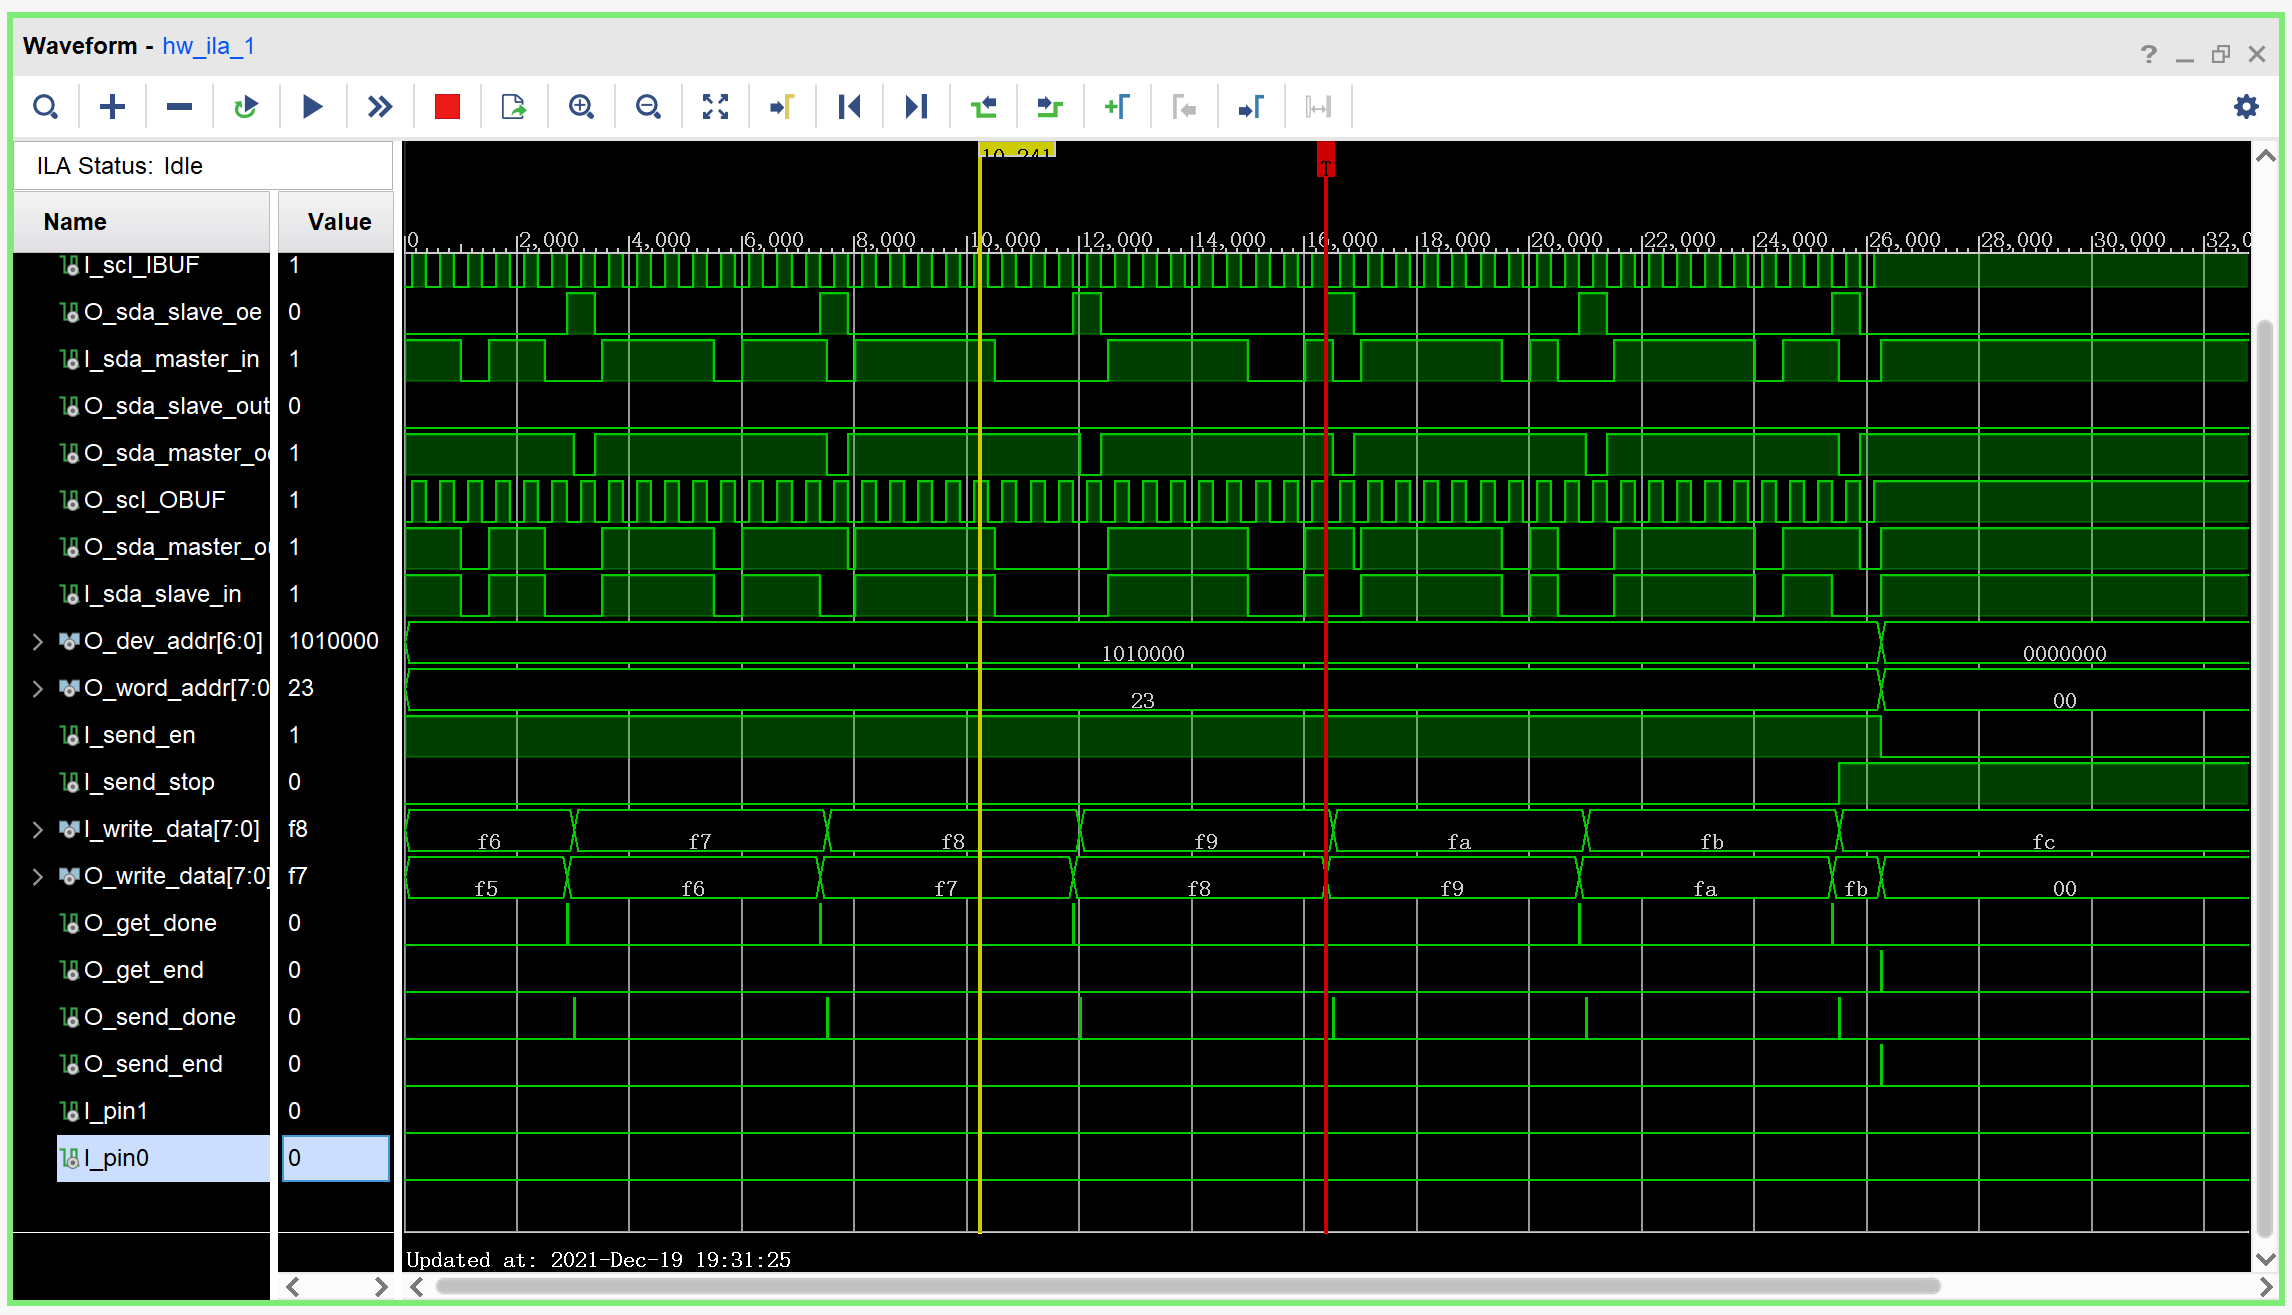 Waveform - hw_ila_1
ILA Status: Idle
10,241
T
Name Value
0 2,000 4,000 6,000 8,000 10,000 12,000 14,000 16,000 18,000 20,000 22,000 24,000 26,000 28,000 30,000 32,0
I_scl_IBUF 1
O_sda_slave_oe 0
I_sda_master_in 1
O_sda_slave_out 0
O_sda_master_o 1
O_scl_OBUF 1
O_sda_master_ou 1
I_sda_slave_in 1
O_dev_addr[6:0] 1010000 1010000 0000000
O_word_addr[7:0 23 23 00
I_send_en 1
I_send_stop 0
I_write_data[7:0] f8 f6 f7 f8 f9 fa fb fc
O_write_data[7:0] f7 f5 f6 f7 f8 f9 fa fb 00
O_get_done 0
O_get_end 0
O_send_done 0
O_send_end 0
I_pin1 0
I_pin0 0
Updated at: 2021-Dec-19 19:31:25